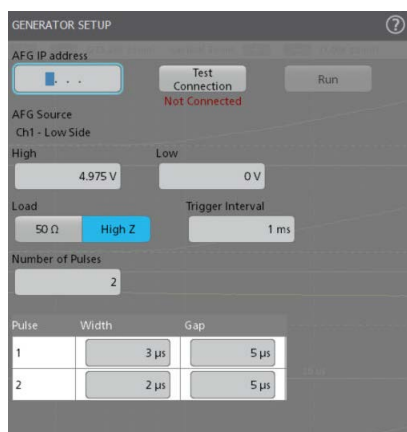 GENERATOR SETUP ?
AFG IP address
. . .
Test
Connection
Run
Not Connected
AFG Source
Ch1 - Low Side
High Low
4.975 V 0 V
Load Trigger Interval
50 Ω High Z 1 ms
Number of Pulses
2
Pulse Width Gap
1 3 µs 5 µs
2 2 µs 5 µs